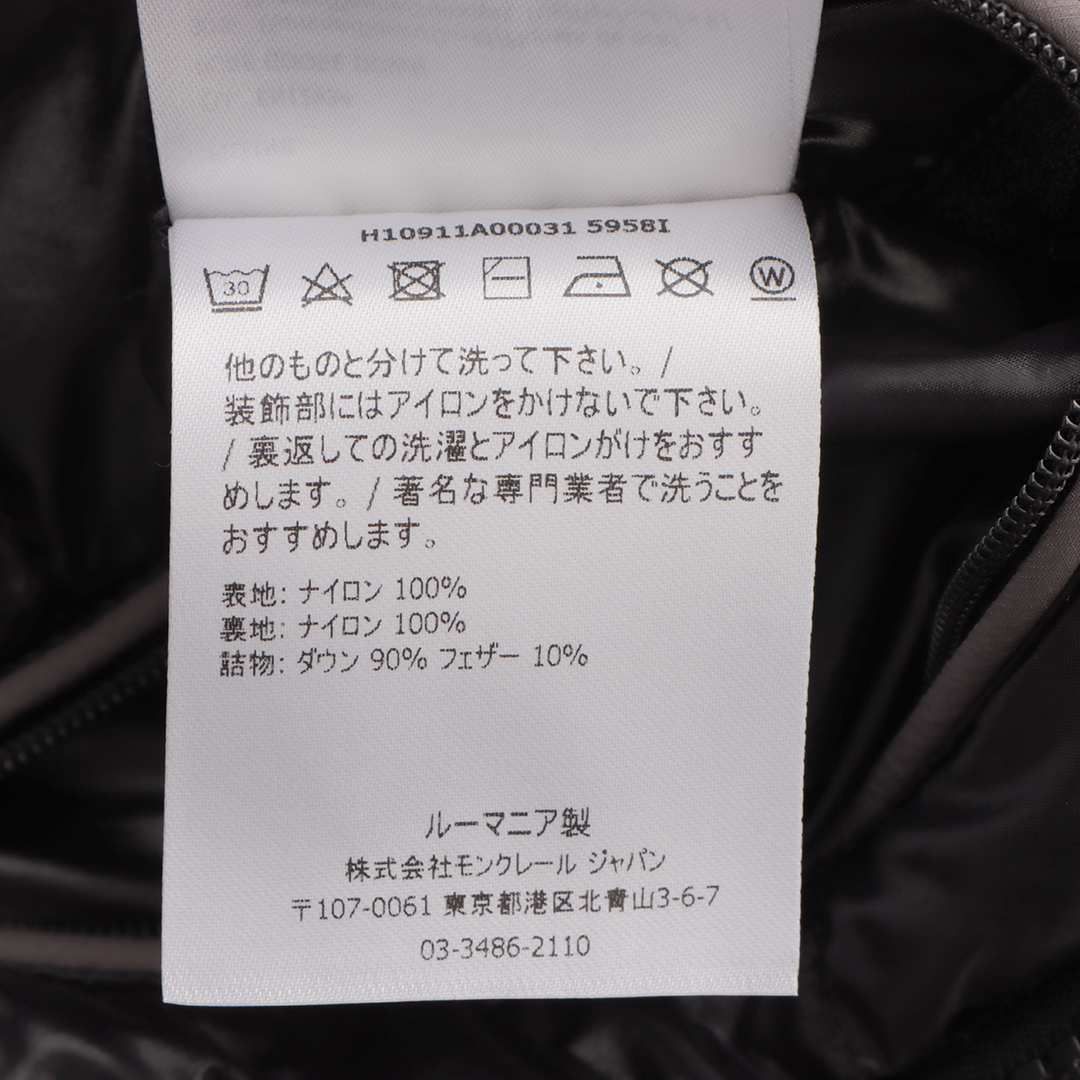 H10911A00031 5958I
30
W
他のものと分けて洗って下さい。/
装飾部にはアイロンをかけないで下さい。
/ 裏返しての洗濯とアイロンがけをおすす
めします。/ 著名な専門業者で洗うことを
おすすめします。
表地: ナイロン 100%
裏地: ナイロン 100%
詰物: ダウン 90% フェザー 10%
ルーマニア製
株式会社モンクレール ジャパン
〒107-0061 東京都港区北青山3-6-7
03-3486-2110